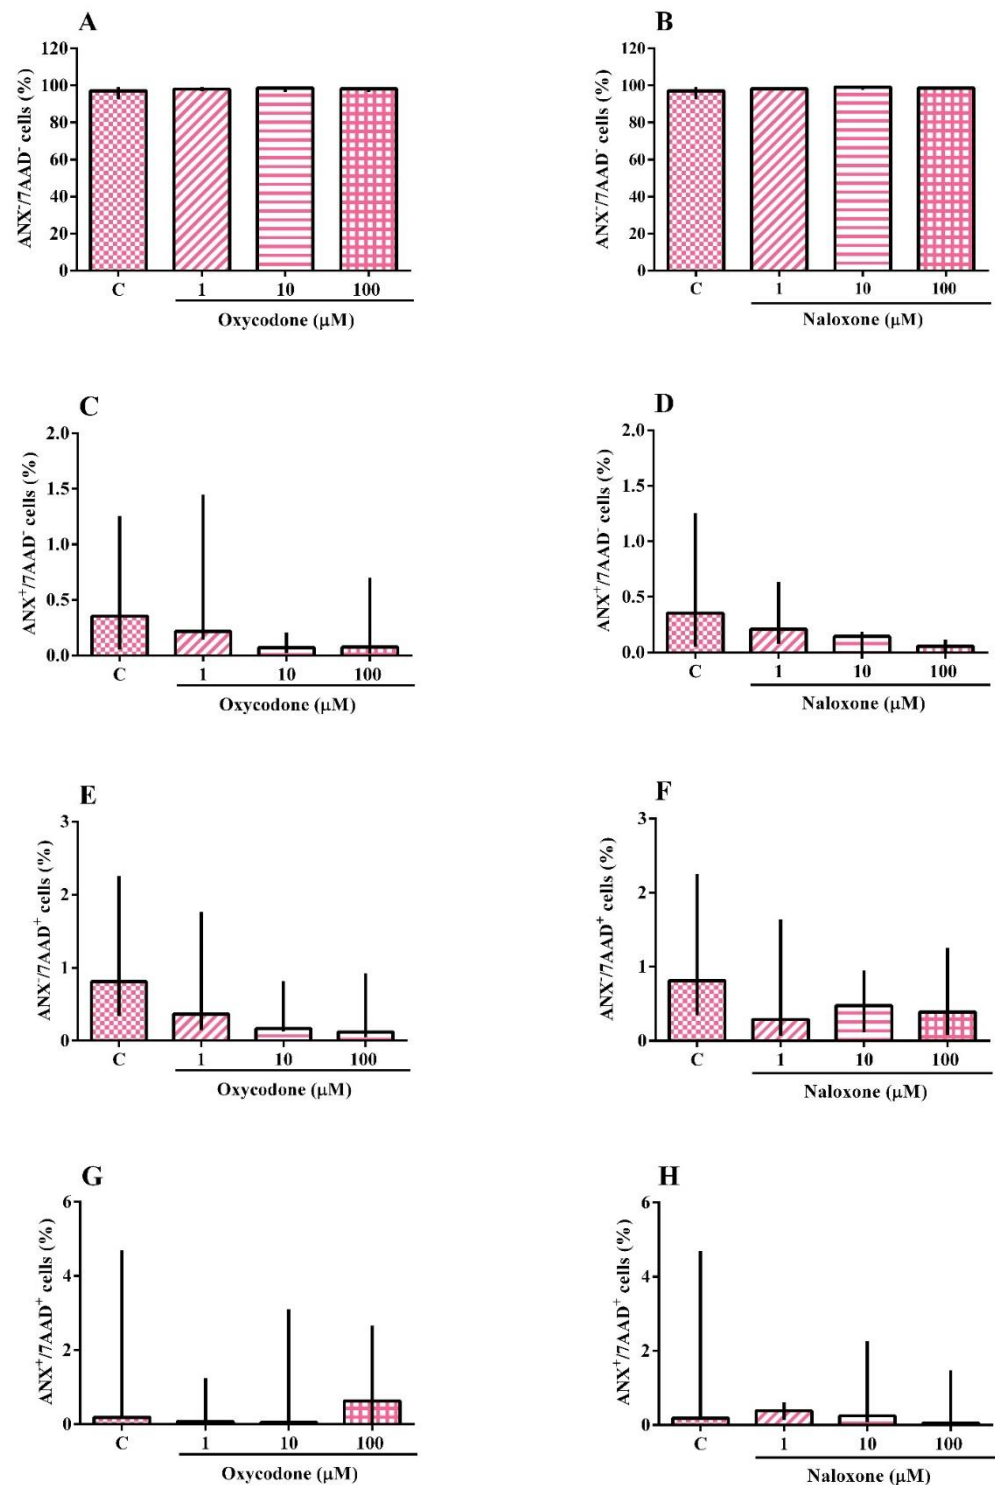 A
ANX⁻/7AAD⁻ cells (%)
120
100
80
60
40
20
0
C
1
10
100
Oxycodone (μM)
B
ANX⁻/7AAD⁻ cells (%)
120
100
80
60
40
20
0
C
1
10
100
Naloxone (μM)
C
ANX⁺/7AAD⁻ cells (%)
2.0
1.5
1.0
0.5
0.0
C
1
10
100
Oxycodone (μM)
D
ANX⁺/7AAD⁻ cells (%)
2.0
1.5
1.0
0.5
0.0
C
1
10
100
Naloxone (μM)
E
ANX⁻/7AAD⁺ cells (%)
3
2
1
0
C
1
10
100
Oxycodone (μM)
F
ANX⁻/7AAD⁺ cells (%)
3
2
1
0
C
1
10
100
Naloxone (μM)
G
ANX⁺/7AAD⁺ cells (%)
6
4
2
0
C
1
10
100
Oxycodone (μM)
H
ANX⁺/7AAD⁺ cells (%)
6
4
2
0
C
1
10
100
Naloxone (μM)